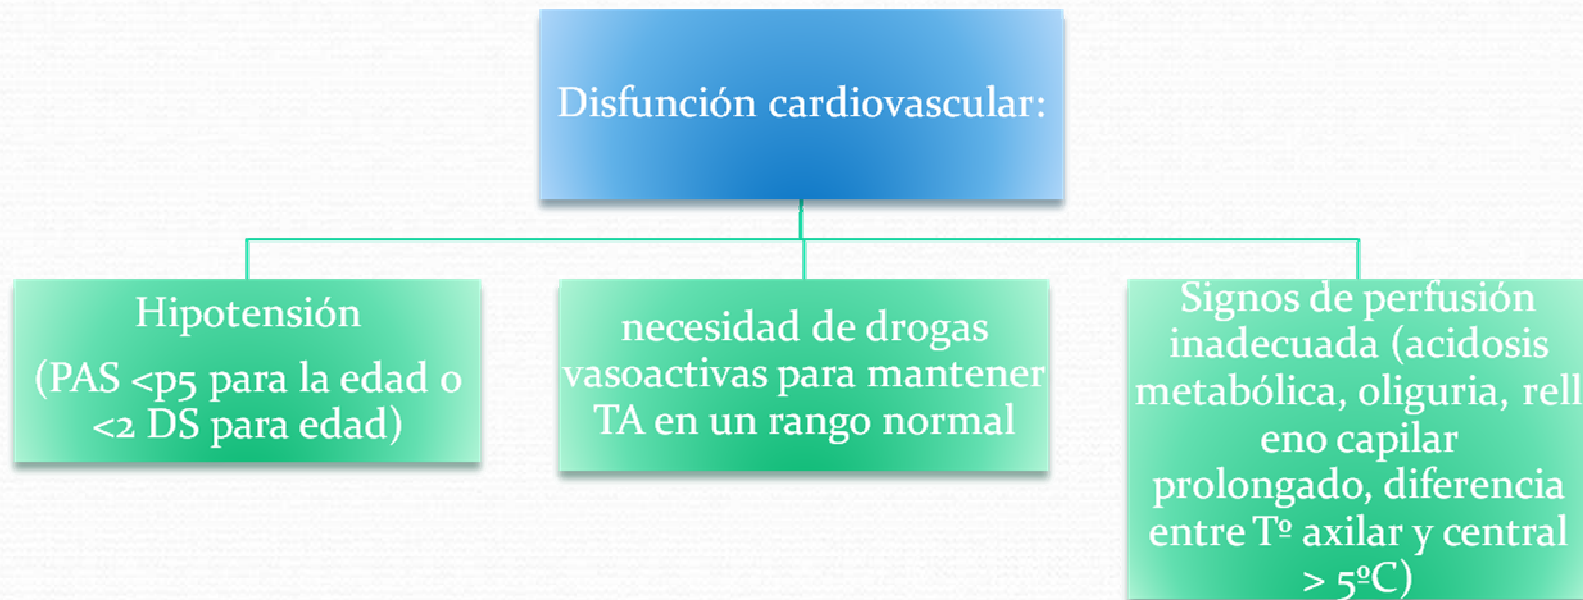 Disfunción cardiovascular:
Hipotensión
(PAS <p5 para la edad o
<2 DS para edad)
necesidad de drogas
vasoactivas para mantener
TA en un rango normal
Signos de perfusión
inadecuada (acidosis
metabólica, oliguria, rell
eno capilar
prolongado, diferencia
entre Tº axilar y central
> 5ºC)